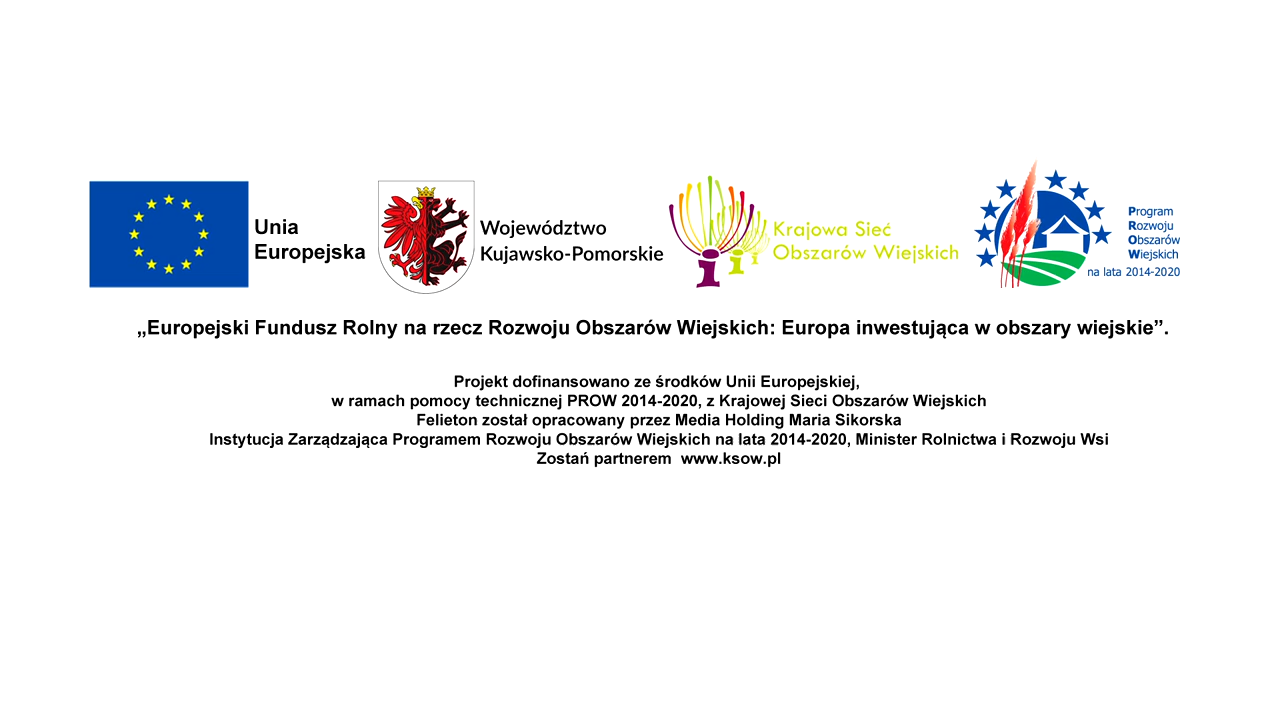 Unia
Europejska
Województwo
Kujawsko-Pomorskie
Krajowa Sieć
Obszarów Wiejskich
Program
Rozwoju
Obszarów
Wiejskich
na lata 2014-2020
„Europejski Fundusz Rolny na rzecz Rozwoju Obszarów Wiejskich: Europa inwestująca w obszary wiejskie”.
Projekt dofinansowano ze środków Unii Europejskiej,
w ramach pomocy technicznej PROW 2014-2020, z Krajowej Sieci Obszarów Wiejskich
Felieton został opracowany przez Media Holding Maria Sikorska
Instytucja Zarządzająca Programem Rozwoju Obszarów Wiejskich na lata 2014-2020, Minister Rolnictwa i Rozwoju Wsi
Zostań partnerem  www.ksow.pl